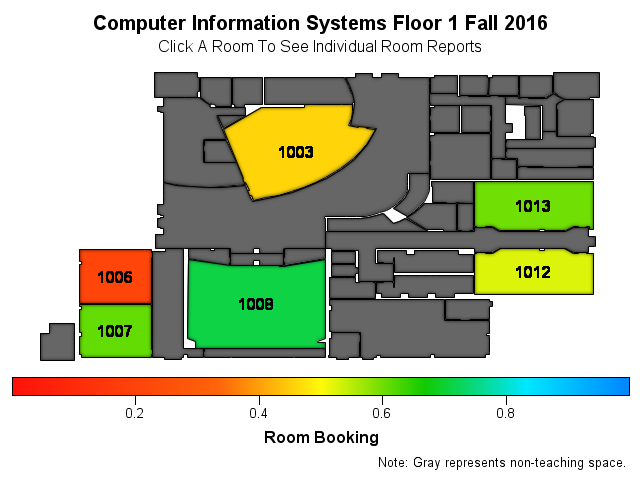 Computer Information Systems Floor 1 Fall 2016
Click A Room To See Individual Room Reports
1003
1013
1006
1012
1008
1007
0.2 0.4 0.6 0.8
Room Booking
Note: Gray represents non-teaching space.